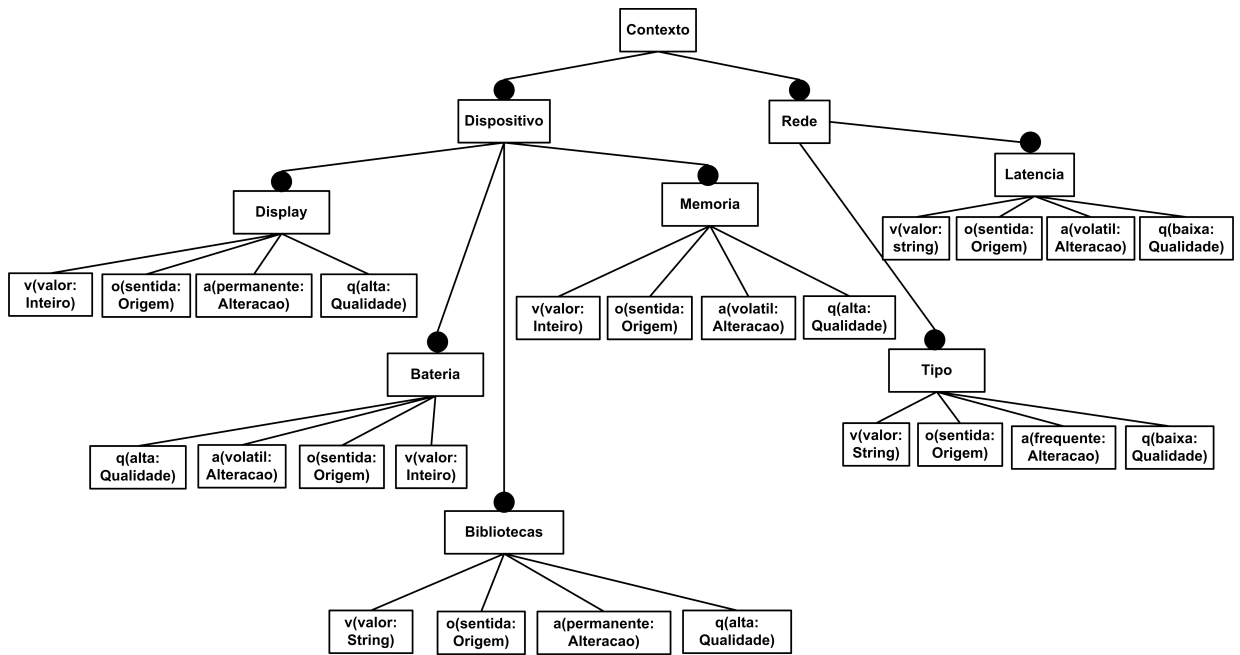 Contexto
Dispositivo
Rede
Latencia
Display
Memoria
v(valor:
string)
o(sentida:
Origem)
a(volatil:
Alteracao)
q(baixa:
Qualidade)
v(valor:
Inteiro)
o(sentida:
Origem)
a(permanente:
Alteracao)
q(alta:
Qualidade)
v(valor:
Inteiro)
o(sentida:
Origem)
a(volatil:
Alteracao)
q(alta:
Qualidade)
Bateria
Tipo
q(alta:
Qualidade)
a(volatil:
Alteracao)
o(sentida:
Origem)
v(valor:
Inteiro)
v(valor:
String)
o(sentida:
Origem)
a(frequente:
Alteracao)
q(baixa:
Qualidade)
Bibliotecas
v(valor:
String)
o(sentida:
Origem)
a(permanente:
Alteracao)
q(alta:
Qualidade)